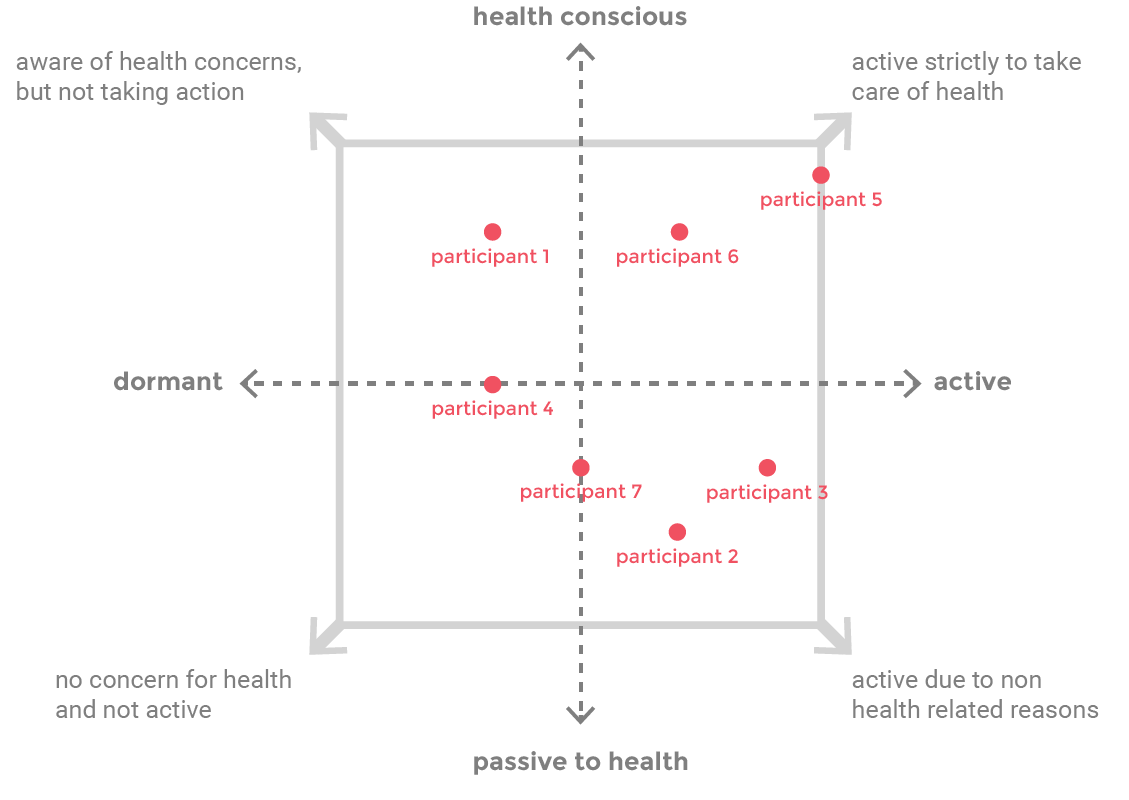 health conscious
aware of health concerns,
but not taking action
active strictly to take
care of health
participant 5
participant 1
participant 6
dormant
active
participant 4
participant 7
participant 3
participant 2
no concern for health
and not active
active due to non
health related reasons
passive to health